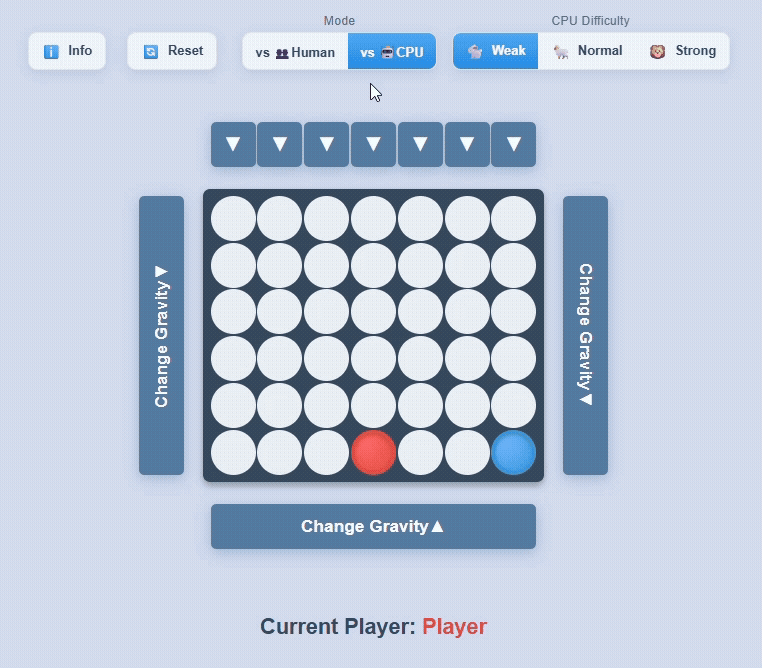 Mode
CPU Difficulty
Info
Reset
vs 👥Human
vs 🤖CPU
Weak
Normal
Strong
▼ ▼ ▼ ▼ ▼ ▼ ▼
Change Gravity▼
Change Gravity▼
Change Gravity▲
Current Player: Player